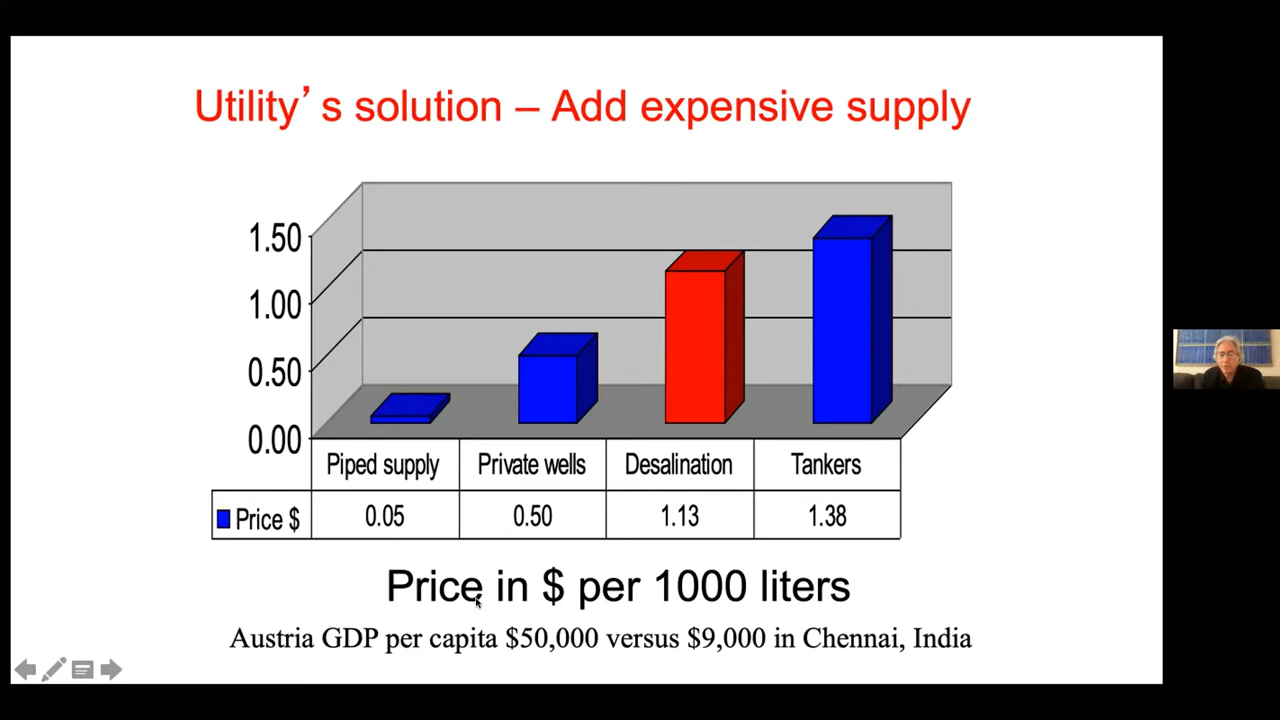 Utility's solution – Add expensive supply
1.50
1.00
0.50
0.00
Piped supply Private wells Desalination Tankers
Price $ 0.05 0.50 1.13 1.38
Price in $ per 1000 liters
Austria GDP per capita $50,000 versus $9,000 in Chennai, India